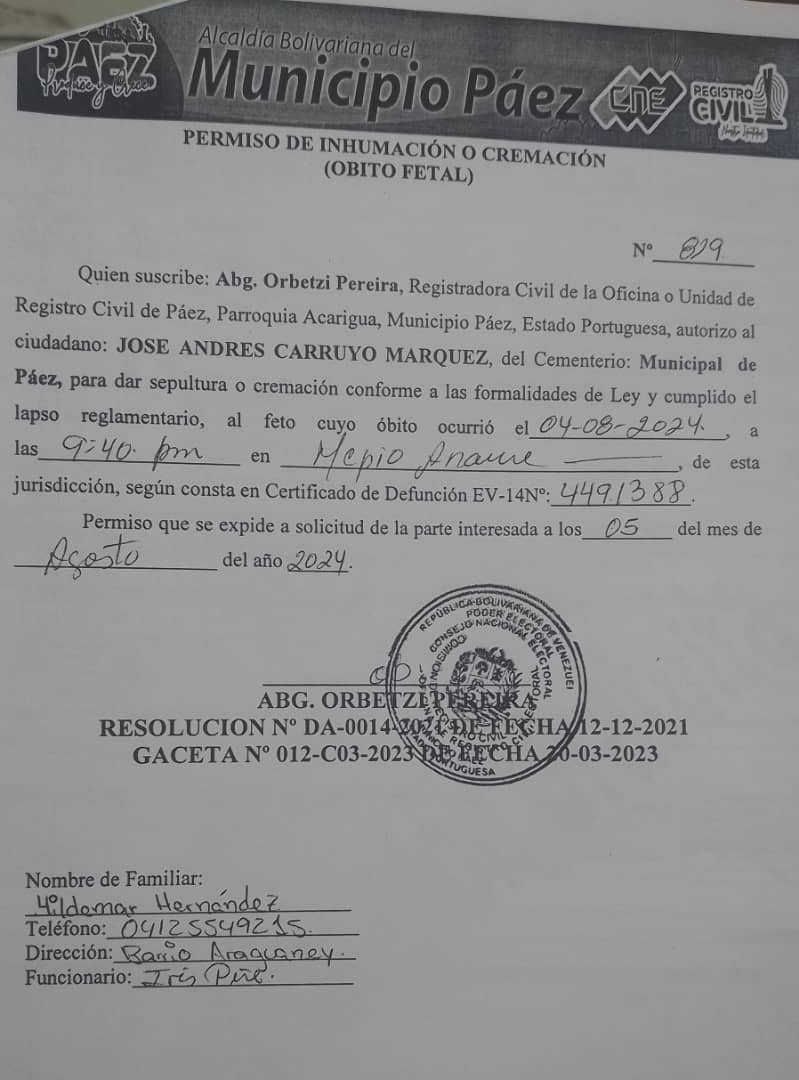 PÁEZ
Alcaldía Bolivariana del
Municipio Páez
CNE
REGISTRO
CIVIL
PERMISO DE INHUMACIÓN O CREMACIÓN
(OBITO FETAL)
Nº 819
Quien suscribe: Abg. Orbetzi Pereira, Registradora Civil de la Oficina o Unidad de
Registro Civil de Páez, Parroquia Acarigua, Municipio Páez, Estado Portuguesa, autorizo al
ciudadano: JOSE ANDRES CARRUYO MARQUEZ, del Cementerio: Municipal de
Páez, para dar sepultura o cremación conforme a las formalidades de Ley y cumplido el
lapso reglamentario, al feto cuyo óbito ocurrió el 04-08-2024, a
las 9:40 pm en Mcpio Araure, de esta
jurisdicción, según consta en Certificado de Defunción EV-14Nº: 4491388.
Permiso que se expide a solicitud de la parte interesada a los 05 del mes de
Agosto del año 2024.
REPÚBLICA BOLIVARIANA DE VENEZUELA
PODER ELECTORAL
CONSEJO NACIONAL ELECTORAL
ABG. ORBETZI PEREIRA
RESOLUCION Nº DA-0014-2021 DE FECHA 12-12-2021
GACETA Nº 012-C03-2023 DE FECHA 20-03-2023
Nombre de Familiar:
Yildemar Hernández
Teléfono: 04125549215.
Dirección: Barrio Araguaney.
Funcionario: Iris Piñe.